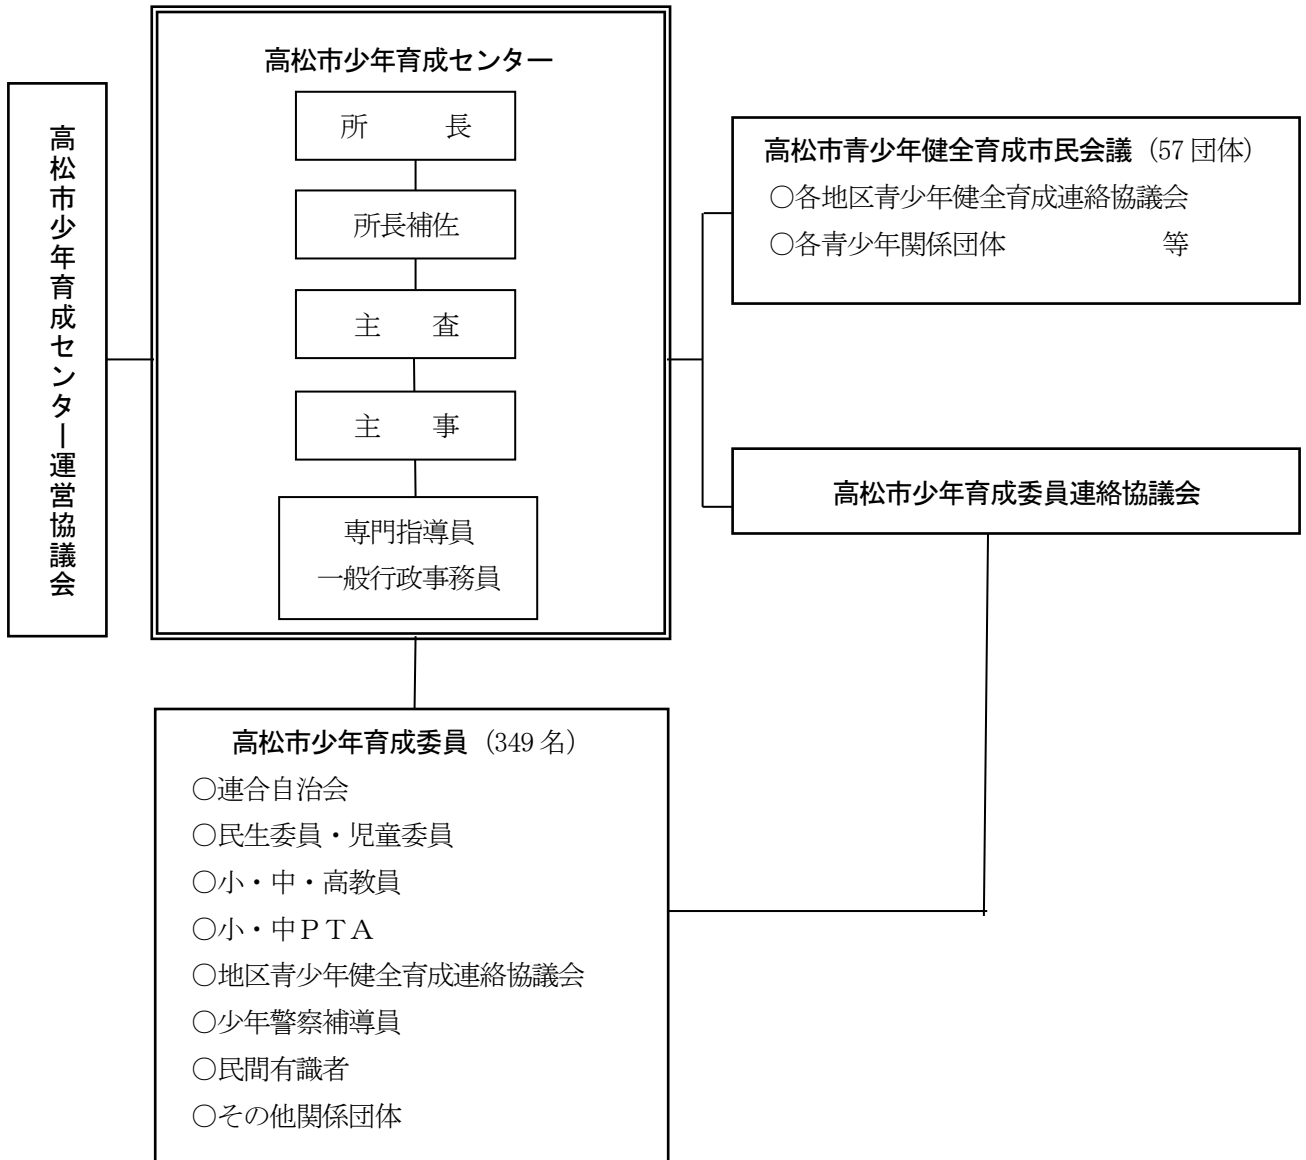 高松市少年育成センター運営協議会
高松市少年育成センター
所　　長
所長補佐
主　査
主　事
専門指導員
一般行政事務員
高松市青少年健全育成市民会議（57団体）
○各地区青少年健全育成連絡協議会
○各青少年関係団体　　　　　　等
高松市少年育成委員連絡協議会
高松市少年育成委員（349名）
○連合自治会
○民生委員・児童委員
○小・中・高教員
○小・中ＰＴＡ
○地区青少年健全育成連絡協議会
○少年警察補導員
○民間有識者
○その他関係団体